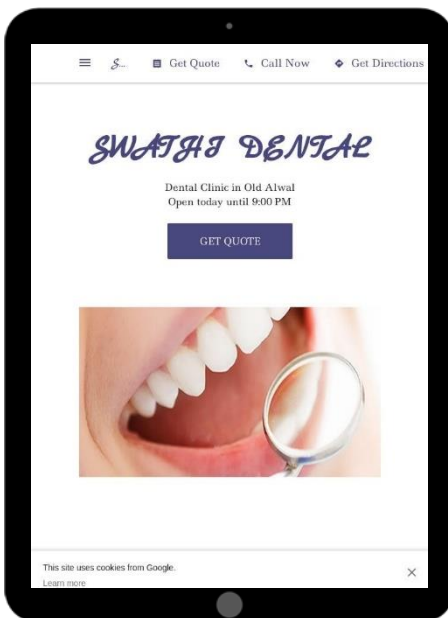 S... Get Quote Call Now Get Directions
SWATHI DENTAL
Dental Clinic in Old Alwal
Open today until 9:00 PM
GET QUOTE
This site uses cookies from Google.
Learn more